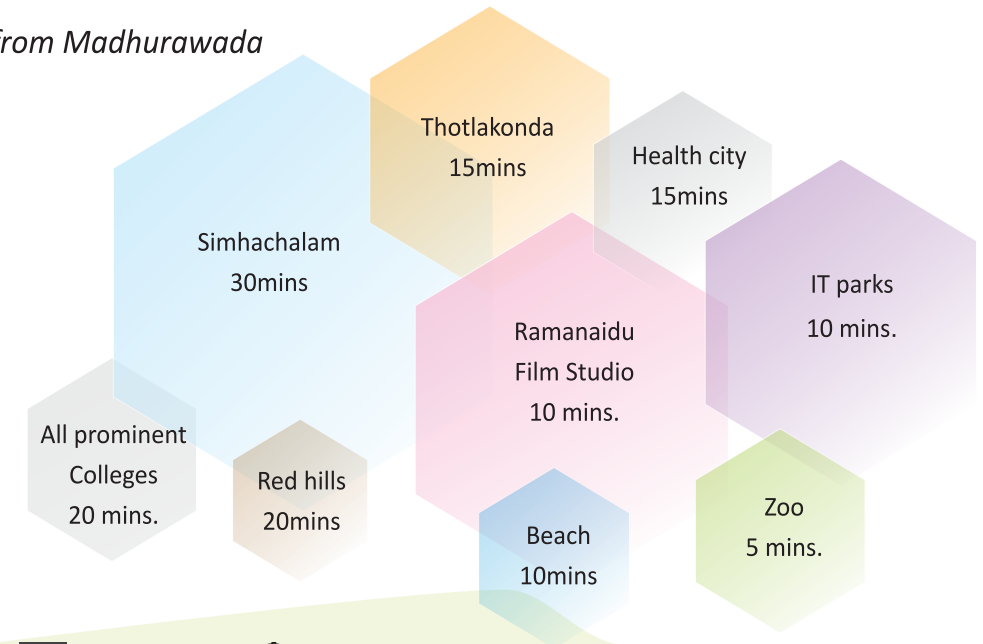 from Madhurawada
Thotlakonda
15mins
Health city
15mins
Simhachalam
30mins
IT parks
10 mins.
Ramanaidu
Film Studio
10 mins.
All prominent
Colleges
20 mins.
Red hills
20mins
Beach
10mins
Zoo
5 mins.